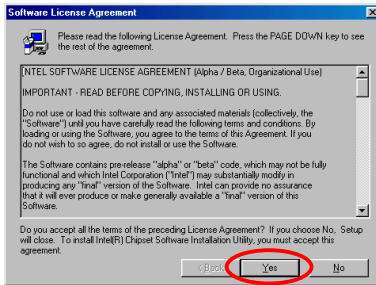 Software License Agreement
Please read the following License Agreement. Press the PAGE DOWN key to see
the rest of the agreement.
INTEL SOFTWARE LICENSE AGREEMENT (Alpha / Beta, Organizational Use)
IMPORTANT - READ BEFORE COPYING, INSTALLING OR USING.
Do not use or load this software and any associated materials (collectively, the
"Software") until you have carefully read the following terms and conditions. By
loading or using the Software, you agree to the terms of this Agreement. If you
do not wish to so agree, do not install or use the Software.
The Software contains pre-release "alpha" or "beta" code, which may not be fully
functional and which Intel Corporation ("Intel") may substantially modify in
producing any "final" version of the Software. Intel can provide no assurance
that it will ever produce or make generally available a "final" version of this
Software.
Do you accept all the terms of the preceding License Agreement? If you choose No, Setup
will close. To install Intel(R) Chipset Software Installation Utility, you must accept this
agreement.
< Back
Yes
No